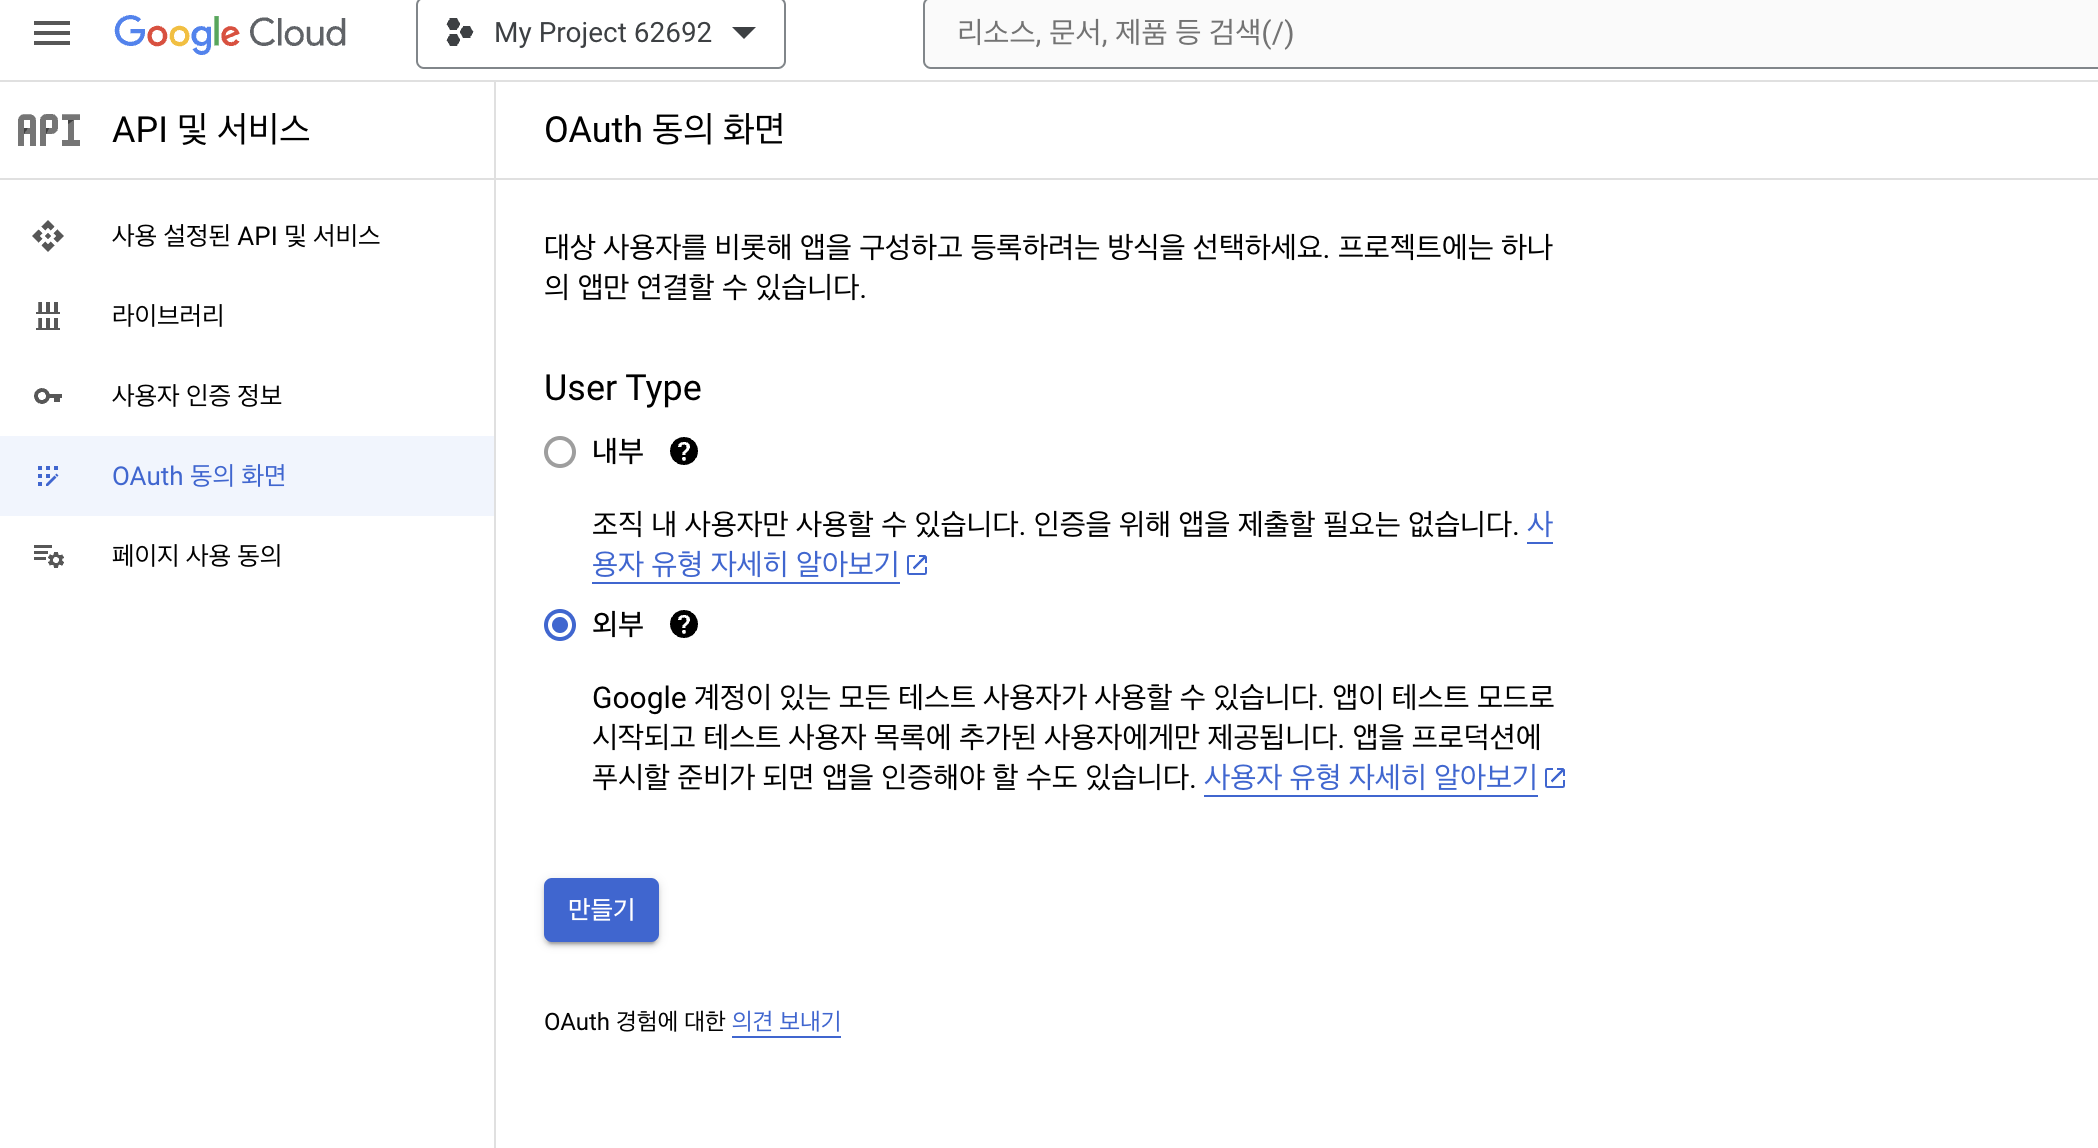 Google Cloud
My Project 62692
리소스, 문서, 제품 등 검색(/)
API
API 및 서비스
OAuth 동의 화면
사용 설정된 API 및 서비스
라이브러리
사용자 인증 정보
OAuth 동의 화면
페이지 사용 동의
대상 사용자를 비롯해 앱을 구성하고 등록하려는 방식을 선택하세요. 프로젝트에는 하나
의 앱만 연결할 수 있습니다.
User Type
내부
조직 내 사용자만 사용할 수 있습니다. 인증을 위해 앱을 제출할 필요는 없습니다. 사
용자 유형 자세히 알아보기
외부
Google 계정이 있는 모든 테스트 사용자가 사용할 수 있습니다. 앱이 테스트 모드로
시작되고 테스트 사용자 목록에 추가된 사용자에게만 제공됩니다. 앱을 프로덕션에
푸시할 준비가 되면 앱을 인증해야 할 수도 있습니다. 사용자 유형 자세히 알아보기
만들기
OAuth 경험에 대한 의견 보내기